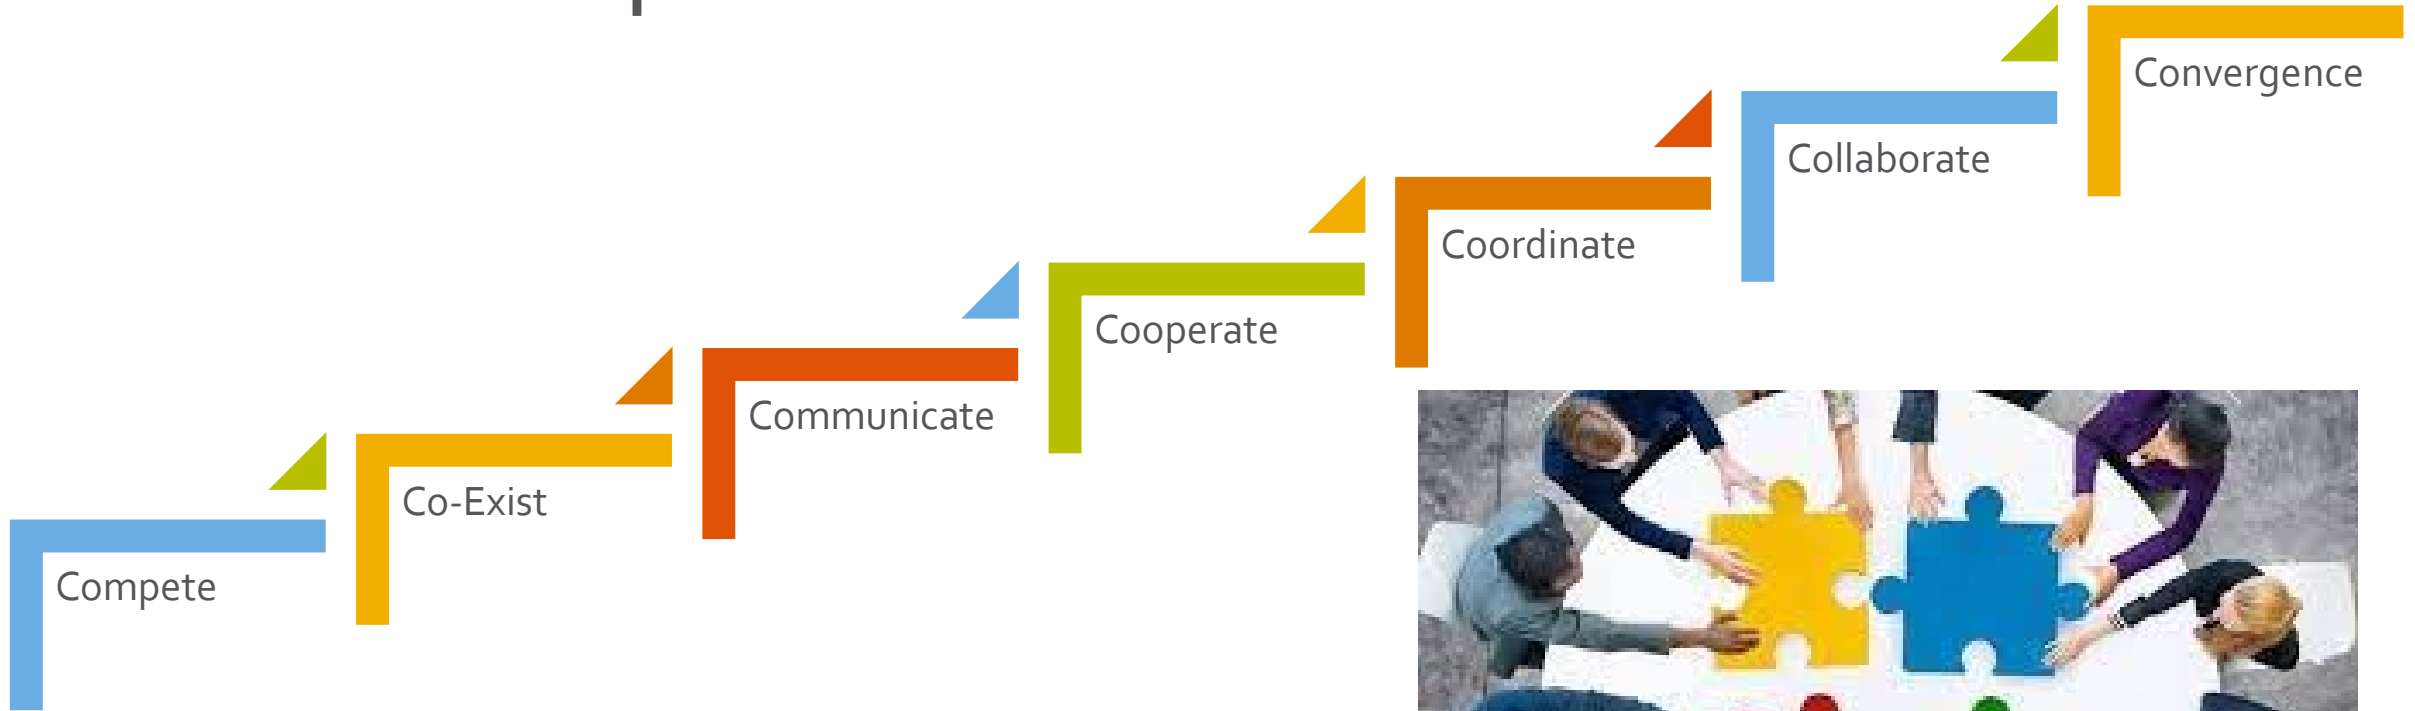 Compete
Co-Exist
Communicate
Cooperate
Coordinate
Collaborate
Convergence